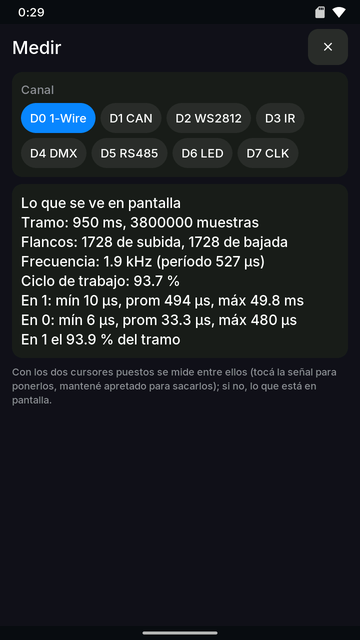 0:29
Medir
×
Canal
D0 1-Wire
D1 CAN
D2 WS2812
D3 IR
D4 DMX
D5 RS485
D6 LED
D7 CLK
Lo que se ve en pantalla
Tramo: 950 ms, 3800000 muestras
Flancos: 1728 de subida, 1728 de bajada
Frecuencia: 1.9 kHz (período 527 µs)
Ciclo de trabajo: 93.7 %
En 1: mín 10 µs, prom 494 µs, máx 49.8 ms
En 0: mín 6 µs, prom 33.3 µs, máx 480 µs
En 1 el 93.9 % del tramo
Con los dos cursores puestos se mide entre ellos (tocá la señal para
ponerlos, mantené apretado para sacarlos); si no, lo que está en
pantalla.